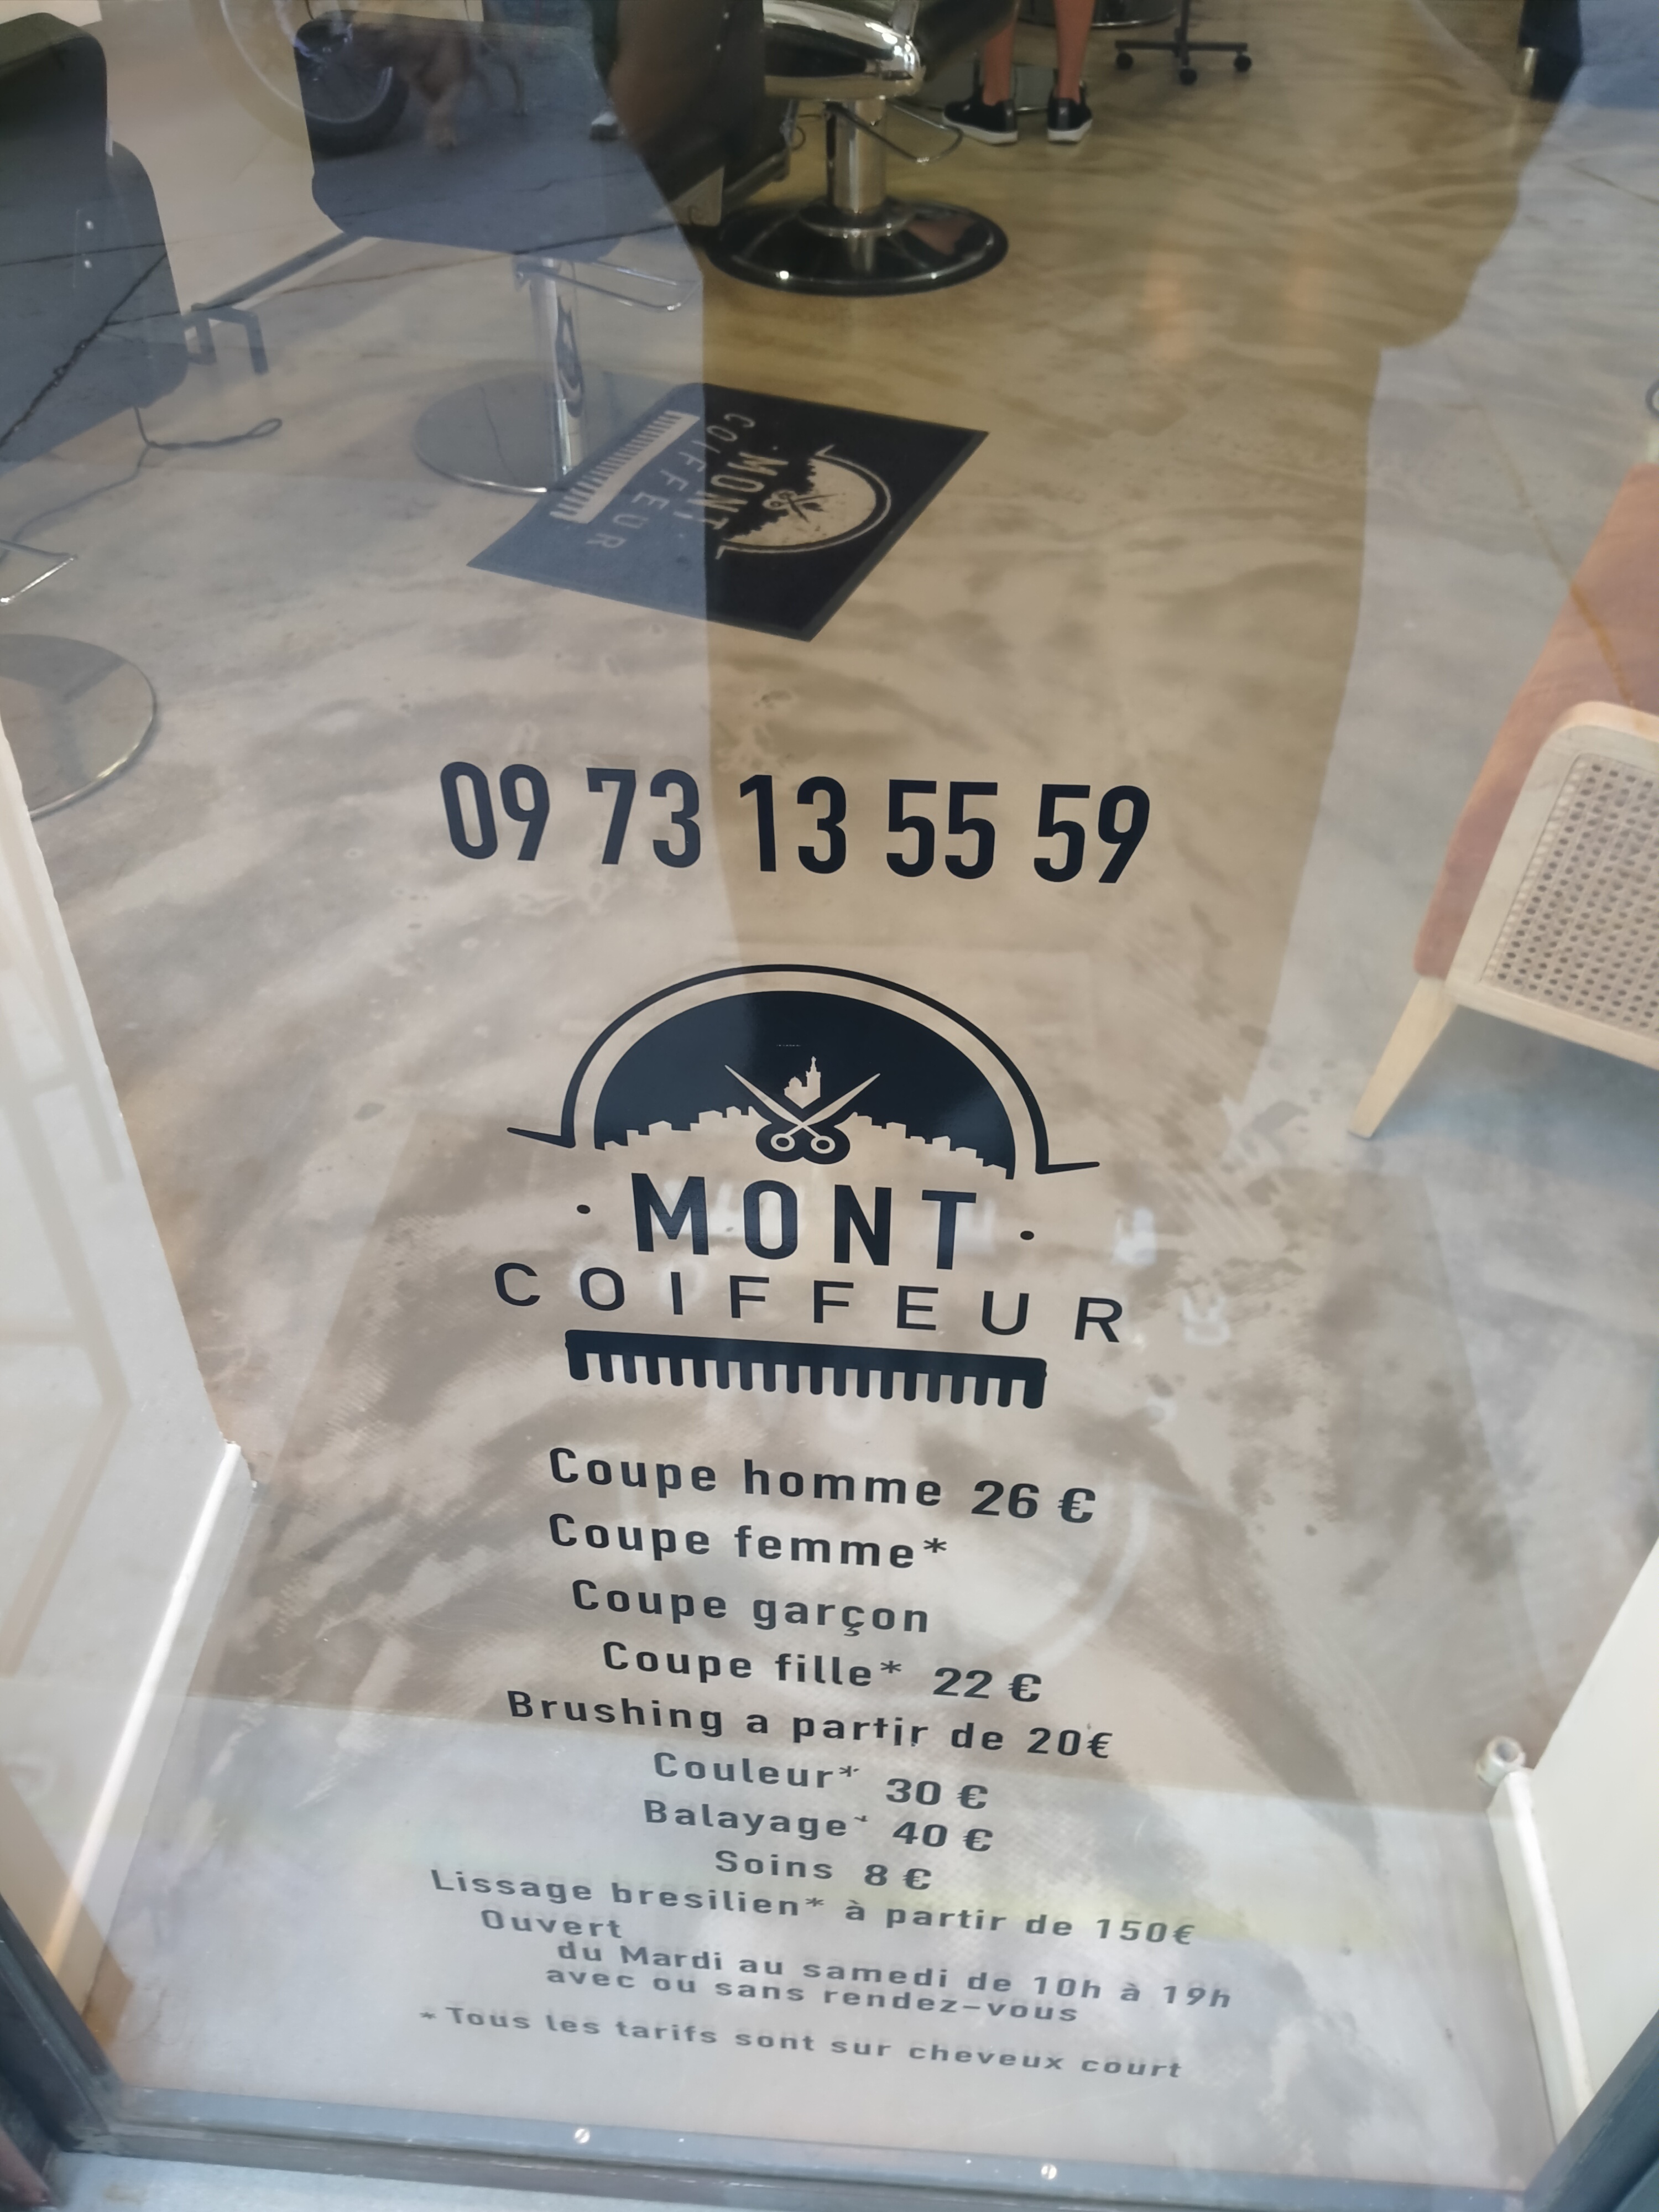 MONT
COIFFEUR
09 73 13 55 59
· MONT ·
COIFFEUR
Coupe homme 26 €
Coupe femme*
Coupe garçon
Coupe fille* 22 €
Brushing a partir de 20€
Couleur* 30 €
Balayage* 40 €
Soins 8 €
Lissage bresilien* à partir de 150€
Ouvert
du Mardi au samedi de 10h à 19h
avec ou sans rendez-vous
* Tous les tarifs sont sur cheveux court